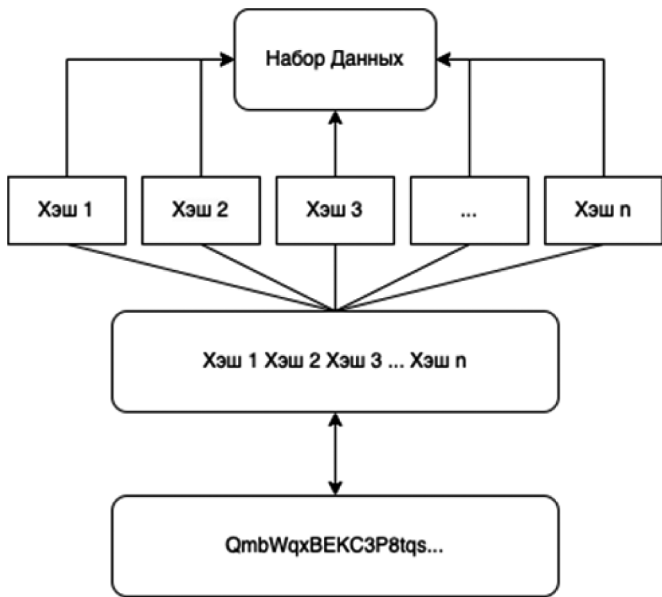 Набор Данных
Хэш 1
Хэш 2
Хэш 3
...
Хэш n
Хэш 1 Хэш 2 Хэш 3 ... Хэш n
QmbWqxBEKC3P8tqs...